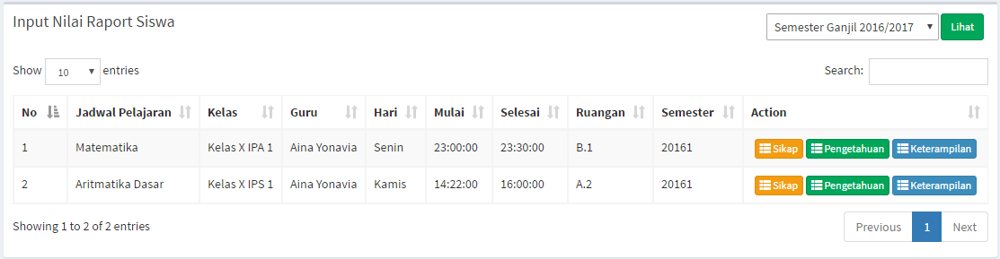 Input Nilai Raport Siswa
Semester Ganjil 2016/2017 Lihat
Show 10 entries Search:
No Jadwal Pelajaran Kelas Guru Hari Mulai Selesai Ruangan Semester Action
1 Matematika Kelas X IPA 1 Aina Yonavia Senin 23:00:00 23:30:00 B.1 20161 Sikap Pengetahuan Keterampilan
2 Aritmatika Dasar Kelas X IPS 1 Aina Yonavia Kamis 14:22:00 16:00:00 A.2 20161 Sikap Pengetahuan Keterampilan
Showing 1 to 2 of 2 entries Previous 1 Next